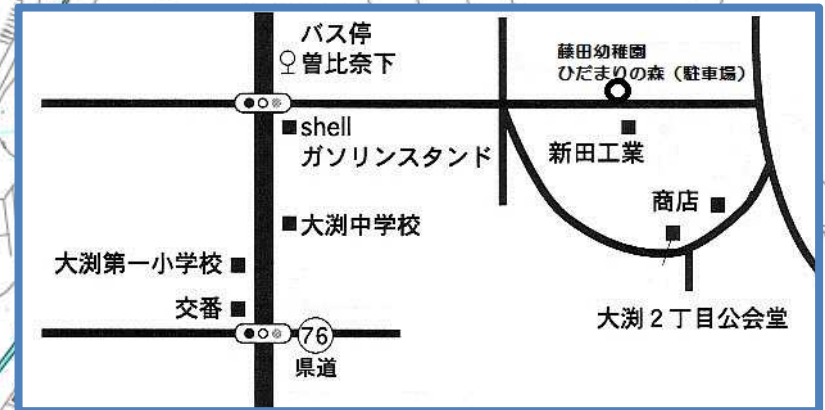 バス停
曽比奈下
藤田幼稚園
ひだまりの森（駐車場）
shell
ガソリンスタンド
新田工業
商店
大渕中学校
大渕第一小学校
交番
大渕２丁目公会堂
76
県道